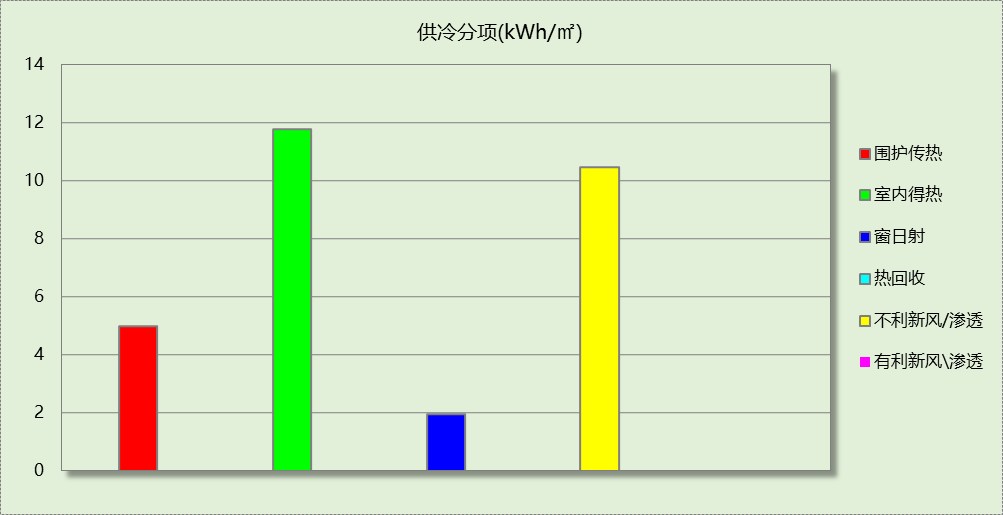 供冷分项(kWh/㎡)
14
12
10
8
6
4
2
0
围护传热
室内得热
窗日射
热回收
不利新风/渗透
有利新风\渗透